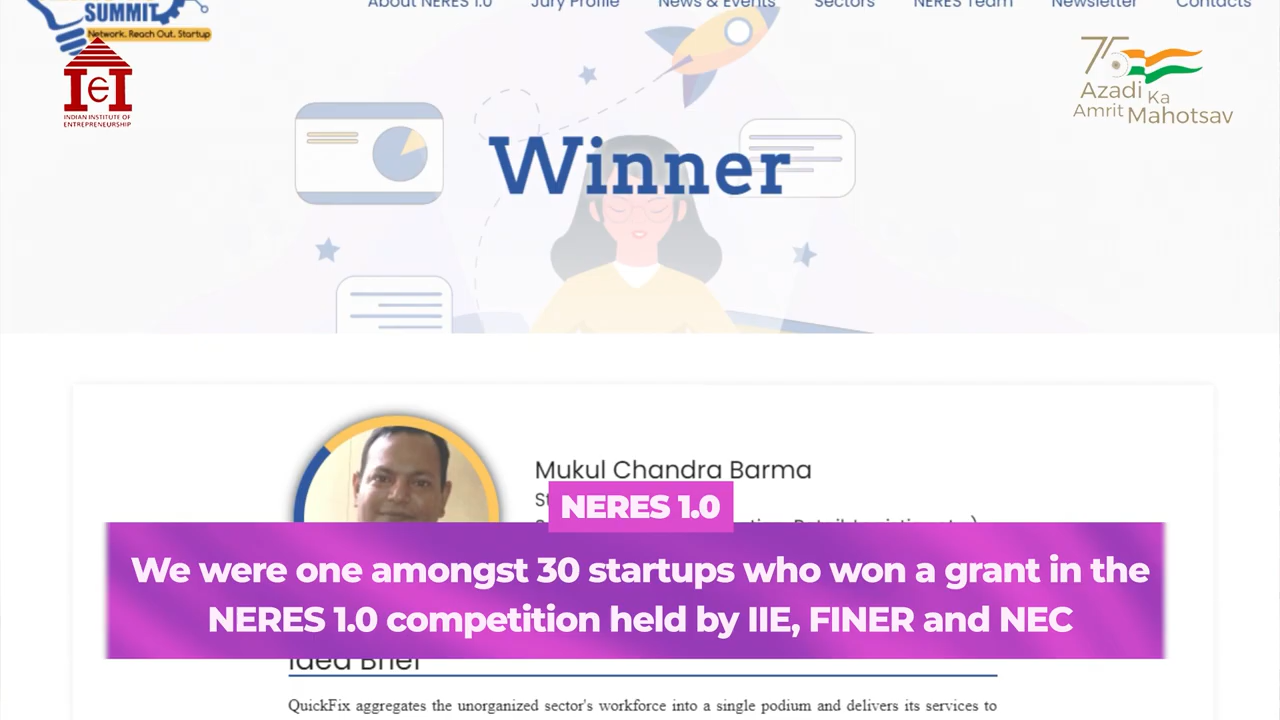 SUMMIT
Network. Reach Out. Startup
About NERES 1.0 Jury Profile News & Events Sectors NERES Team Newsletter Contacts
IeI
INDIAN INSTITUTE OF
ENTREPRENEURSHIP
75
Azadi Ka
Amrit Mahotsav
Winner
Mukul Chandra Barma
NERES 1.0
We were one amongst 30 startups who won a grant in the
NERES 1.0 competition held by IIE, FINER and NEC
Idea Brief
QuickFix aggregates the unorganized sector's workforce into a single podium and delivers its services to